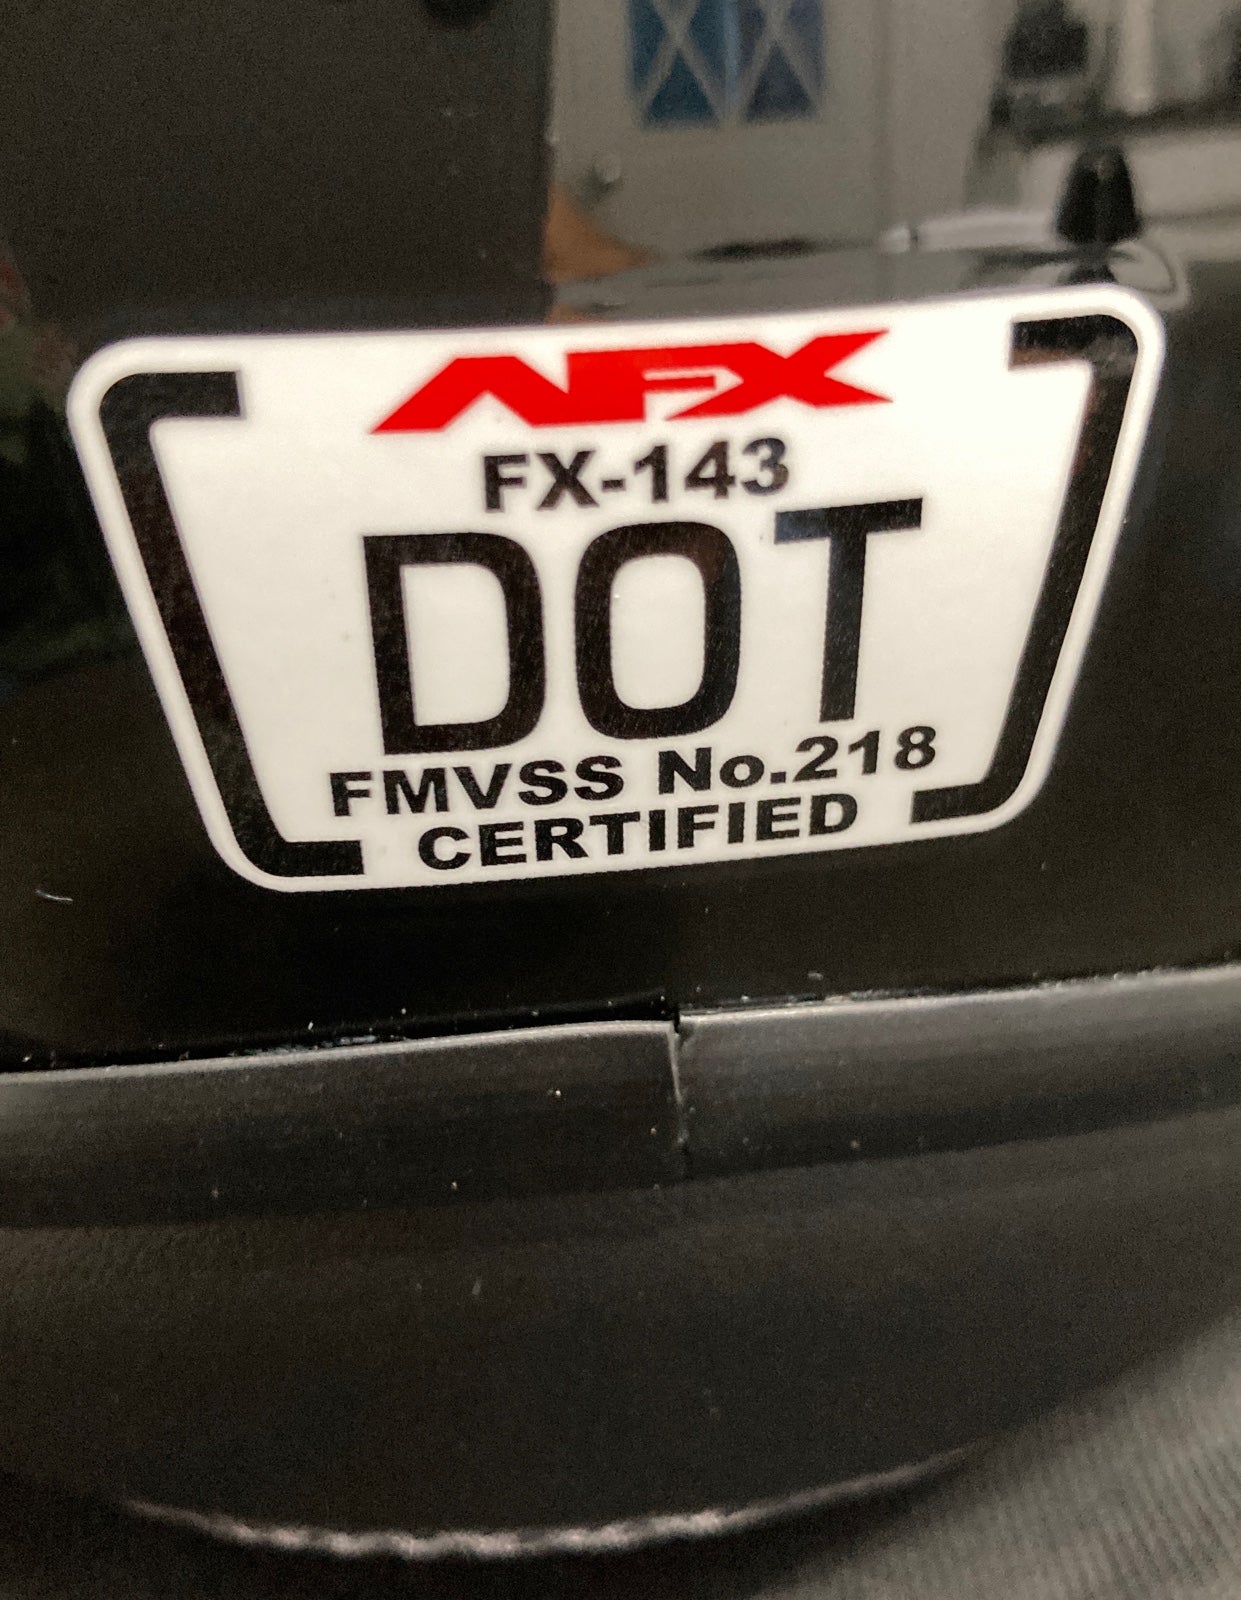 AFX
FX-143
DOT
FMVSS No.218
CERTIFIED